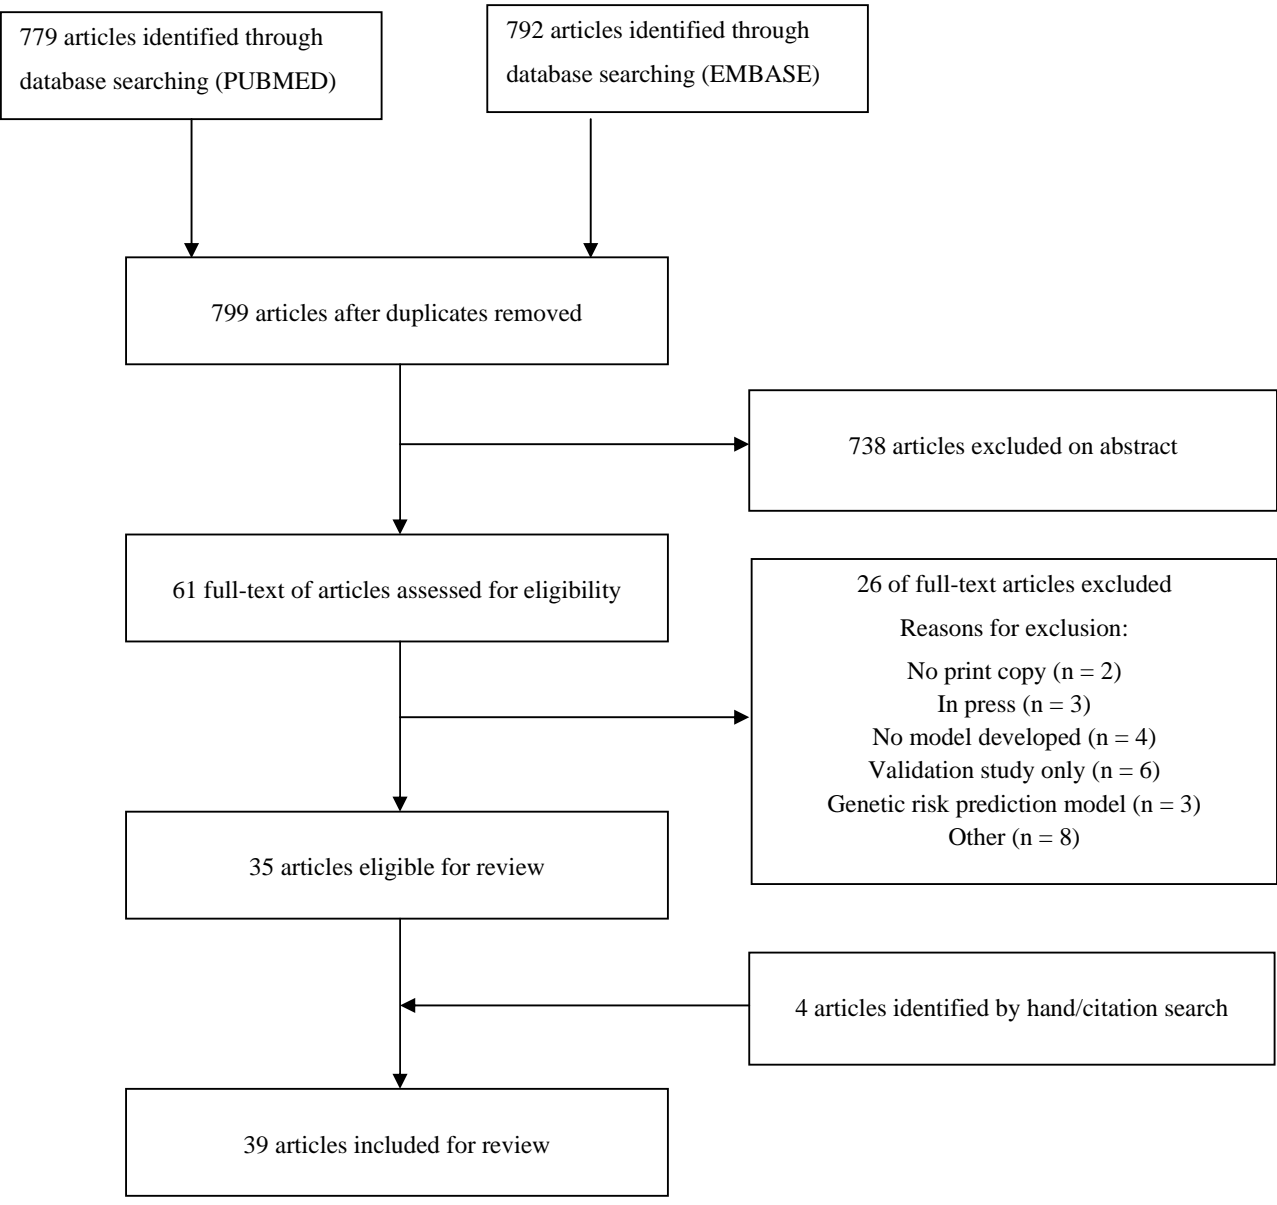 779 articles identified through
database searching (PUBMED)
792 articles identified through
database searching (EMBASE)
799 articles after duplicates removed
738 articles excluded on abstract
61 full-text of articles assessed for eligibility
26 of full-text articles excluded
Reasons for exclusion:
No print copy (n = 2)
In press (n = 3)
No model developed (n = 4)
Validation study only (n = 6)
Genetic risk prediction model (n = 3)
Other (n = 8)
35 articles eligible for review
4 articles identified by hand/citation search
39 articles included for review